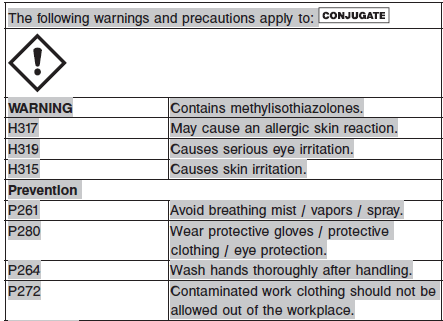 The following warnings and precautions apply to: CONJUGATE
WARNING Contains methylisothiazolones.
H317 May cause an allergic skin reaction.
H319 Causes serious eye irritation.
H315 Causes skin irritation.
Prevention
P261 Avoid breathing mist / vapors / spray.
P280 Wear protective gloves / protective
clothing / eye protection.
P264 Wash hands thoroughly after handling.
P272 Contaminated work clothing should not be
allowed out of the workplace.